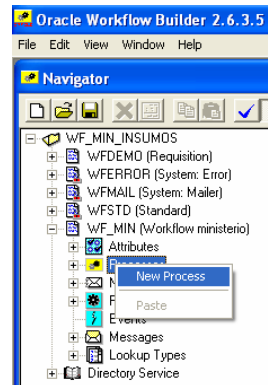 Oracle Workflow Builder 2.6.3.5
File Edit View Window Help
Navigator
WF_MIN_INSUMOS
WFDEMO (Requisition)
WFERROR (System: Error)
WFMAIL (System: Mailer)
WFSTD (Standard)
WF_MIN (Workflow ministerio)
Attributes
New Process
Paste
Events
Messages
Lookup Types
Directory Service